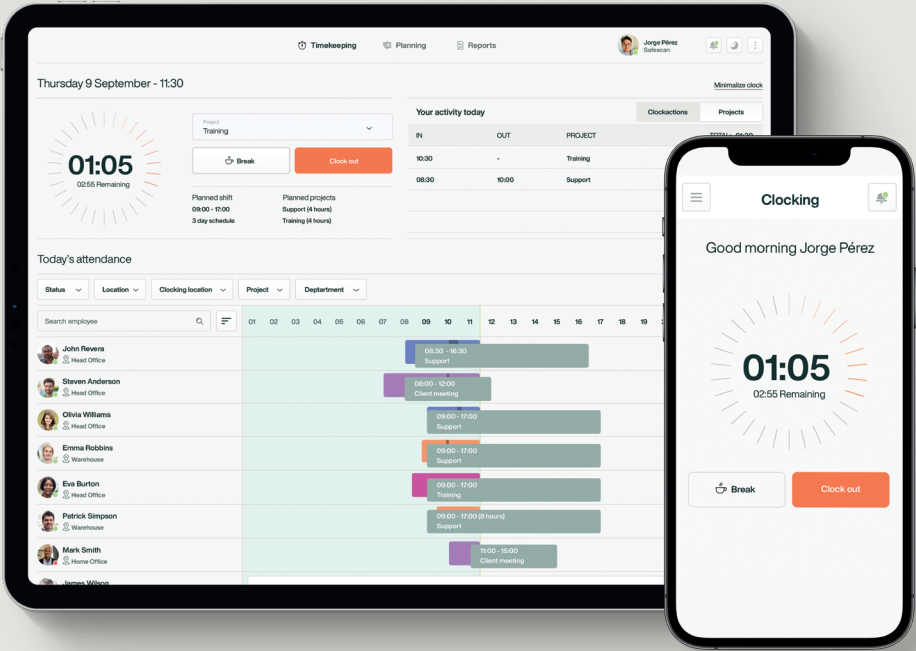 Timekeeping
Planning
Reports
Jorge Pérez
Safescan
Thursday 9 September - 11:30
Minimalize clock
01:05
02:55 Remaining
Project
Training
Break
Clock out
Planned shift
09:00 - 17:00
3 day schedule
Planned projects
Support (4 hours)
Training (4 hours)
Your activity today
Clockactions
Projects
IN OUT PROJECT
10:30 - Training
08:30 10:00 Support
Today's attendance
Status
Location
Clocking location
Project
Deptartment
Search employee
01 02 03 04 05 06 07 08 09 10 11 12 13 14 15 16 17 18 19
John Revera
Head Office
08:30 - 16:30
Support
Steven Anderson
Head Office
08:00 - 12:00
Client meeting
Olivia Williams
Head Office
09:00 - 17:00
Support
Emma Robbins
Warehouse
09:00 - 17:00
Support
Eva Burton
Head Office
09:00 - 17:00
Training
Patrick Simpson
Warehouse
09:00 - 17:00 (8 hours)
Support
Mark Smith
Home Office
11:00 - 15:00
Client meeting
James Wilson
Clocking
Good morning Jorge Pérez
01:05
02:55 Remaining
Break
Clock out